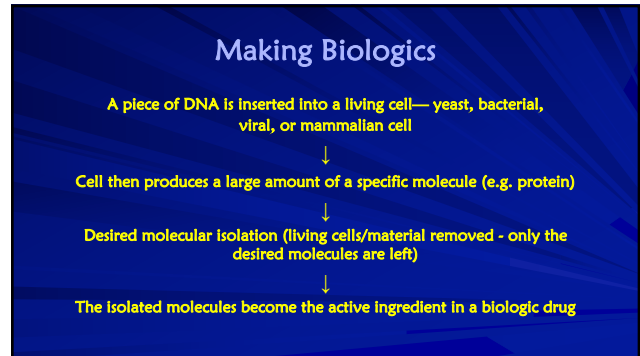 Making Biologics
A piece of DNA is inserted into a living cell— yeast, bacterial,
viral, or mammalian cell
↓
Cell then produces a large amount of a specific molecule (e.g. protein)
↓
Desired molecular isolation (living cells/material removed - only the
desired molecules are left)
↓
The isolated molecules become the active ingredient in a biologic drug